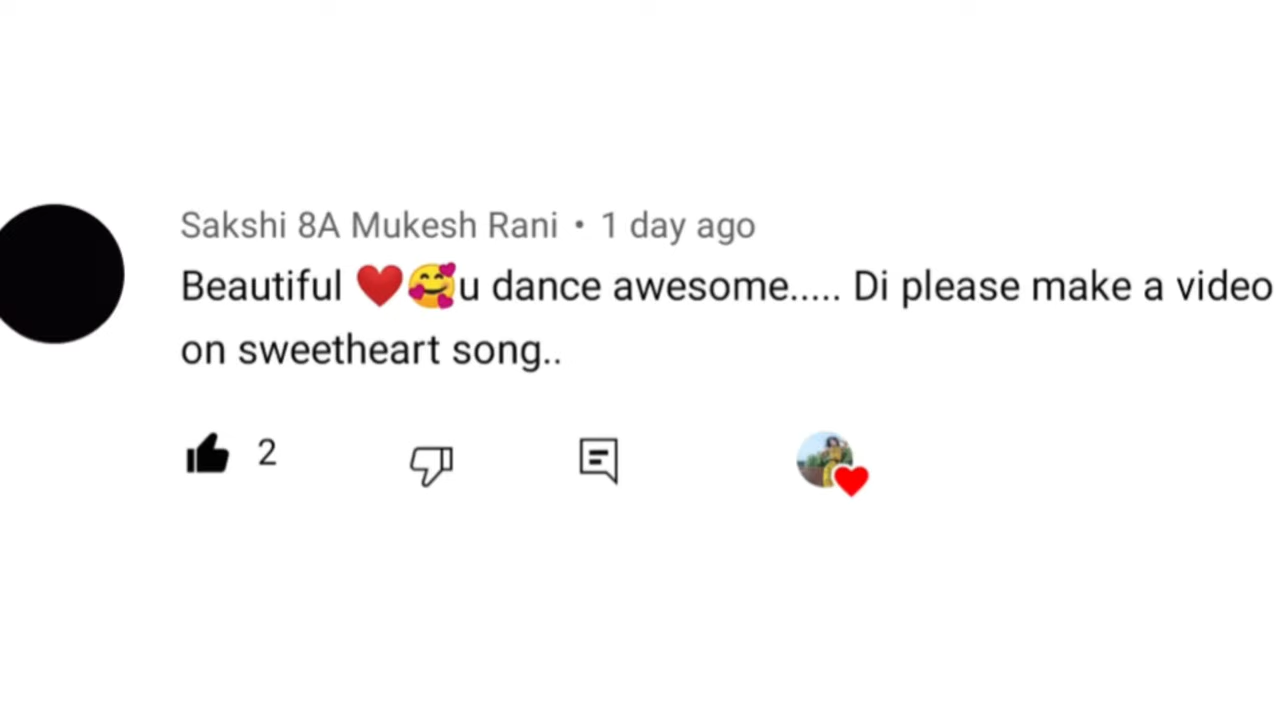 Sakshi 8A Mukesh Rani • 1 day ago
Beautiful ❤️🥰u dance awesome..... Di please make a video
on sweetheart song..
2